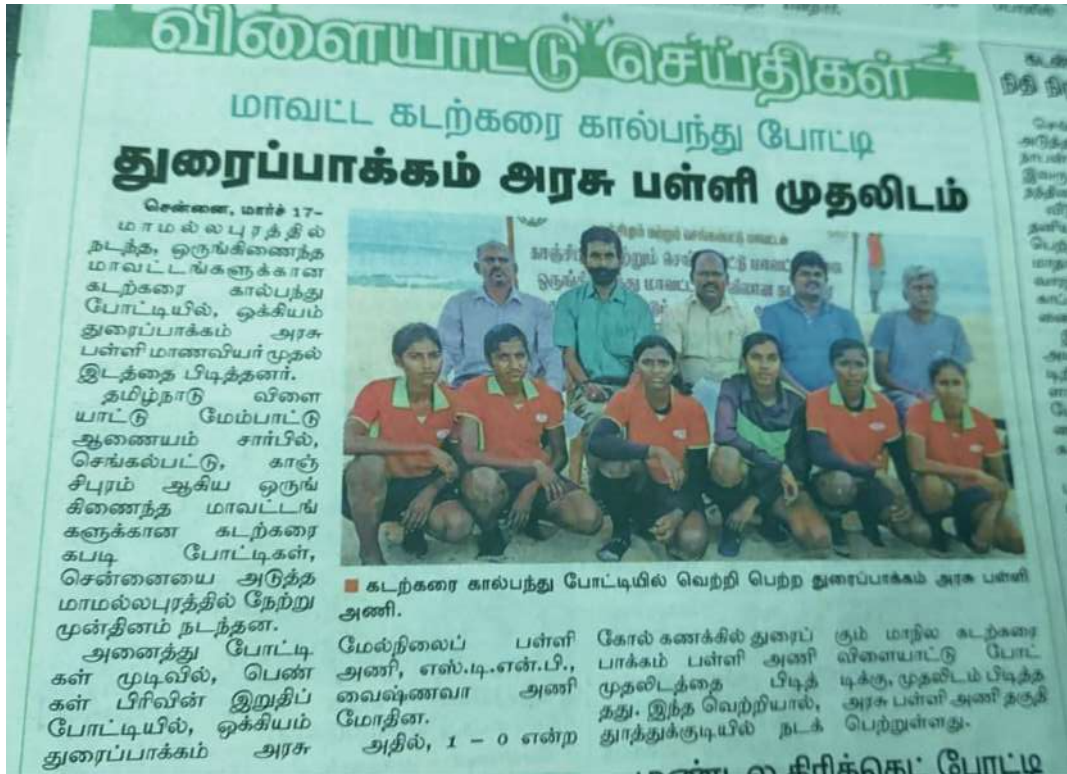 விளையாட்டு செய்திகள்
மாவட்ட கடற்கரை கால்பந்து போட்டி
துரைப்பாக்கம் அரசு பள்ளி முதலிடம்
சென்னை, மார்ச் 17-
மாமல்லபுரத்தில்
நடந்த, ஒருங்கிணைந்த
மாவட்டங்களுக்கான
கடற்கரை கால்பந்து
போட்டியில், ஒக்கியம்
துரைப்பாக்கம் அரசு
பள்ளி மாணவியர் முதல்
இடத்தை பிடித்தனர்.
தமிழ்நாடு விளை
யாட்டு மேம்பாட்டு
ஆணையம் சார்பில்,
செங்கல்பட்டு, காஞ்
சிபுரம் ஆகிய ஒருங்
கிணைந்த மாவட்டங்
களுக்கான கடற்கரை
கபடி போட்டிகள்,
சென்னையை அடுத்த
மாமல்லபுரத்தில் நேற்று
முன்தினம் நடந்தன.
அனைத்து போட்டி
கள் முடிவில், பெண்
கள் பிரிவின் இறுதிப்
போட்டியில், ஒக்கியம்
துரைப்பாக்கம் அரசு
■ கடற்கரை கால்பந்து போட்டியில் வெற்றி பெற்ற துரைப்பாக்கம் அரசு பள்ளி
அணி.
மேல்நிலைப் பள்ளி
அணி, எஸ்.டி.என்.பி.,
வைஷ்ணவா அணி
மோதின.
அதில், 1 – 0 என்ற
கோல் கணக்கில் துரைப்
பாக்கம் பள்ளி அணி
முதலிடத்தை பிடித்
தது. இந்த வெற்றியால்,
தூத்துக்குடியில் நடக்
கும் மாநில கடற்கரை
விளையாட்டு போட்
டிக்கு, முதலிடம் பிடித்த
அரசு பள்ளி அணி தகுதி
பெற்றுள்ளது.
கிரிக்கெட் போட்டி